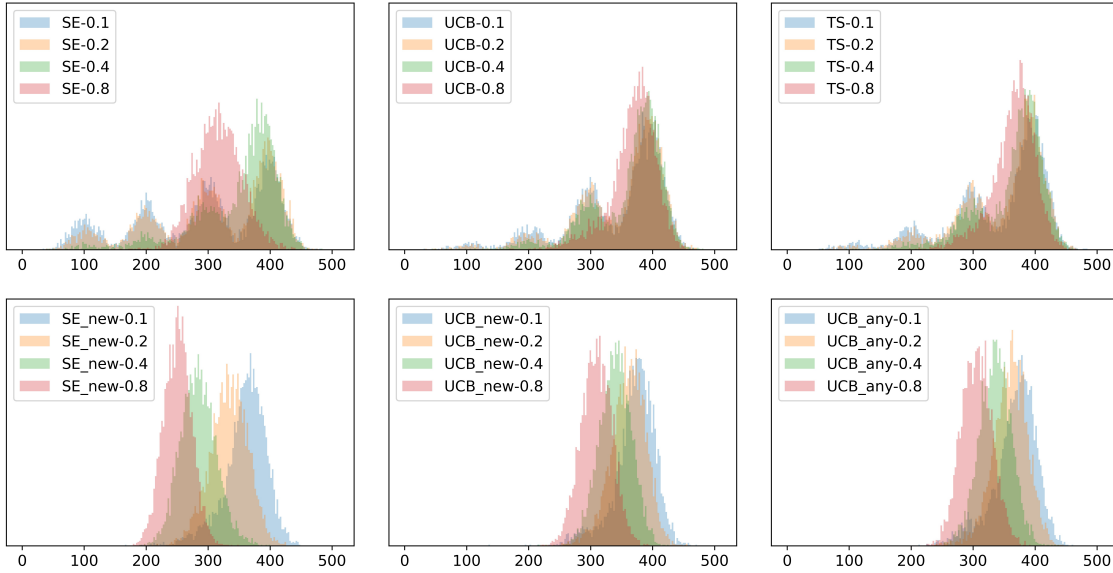 SE-0.1
SE-0.2
SE-0.4
SE-0.8
0 100 200 300 400 500
UCB-0.1
UCB-0.2
UCB-0.4
UCB-0.8
0 100 200 300 400 500
TS-0.1
TS-0.2
TS-0.4
TS-0.8
0 100 200 300 400 500
SE_new-0.1
SE_new-0.2
SE_new-0.4
SE_new-0.8
0 100 200 300 400 500
UCB_new-0.1
UCB_new-0.2
UCB_new-0.4
UCB_new-0.8
0 100 200 300 400 500
UCB_any-0.1
UCB_any-0.2
UCB_any-0.4
UCB_any-0.8
0 100 200 300 400 500